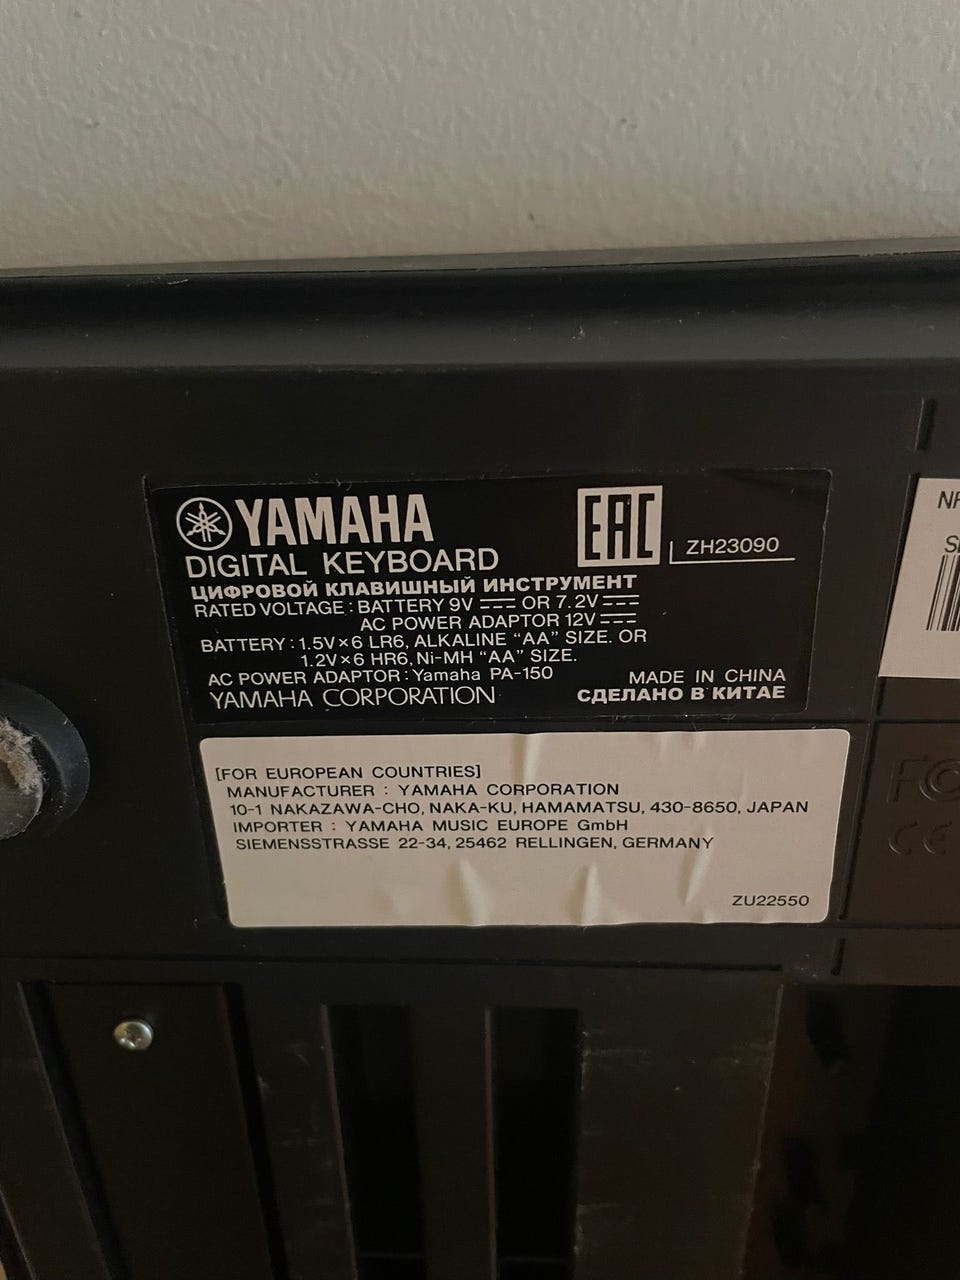 YAMAHA
EAC
ZH23090
DIGITAL KEYBOARD
ЦИФРОВОЙ КЛАВИШНЫЙ ИНСТРУМЕНТ
RATED VOLTAGE : BATTERY 9V ⎓ OR 7.2V ⎓
AC POWER ADAPTOR 12V ⎓
BATTERY : 1.5V×6 LR6, ALKALINE “AA” SIZE. OR
1.2V×6 HR6, Ni-MH “AA” SIZE.
AC POWER ADAPTOR : Yamaha PA-150
YAMAHA CORPORATION
MADE IN CHINA
СДЕЛАНО В КИТАЕ
[FOR EUROPEAN COUNTRIES]
MANUFACTURER : YAMAHA CORPORATION
10-1 NAKAZAWA-CHO, NAKA-KU, HAMAMATSU, 430-8650, JAPAN
IMPORTER : YAMAHA MUSIC EUROPE GmbH
SIEMENSSTRASSE 22-34, 25462 RELLINGEN, GERMANY
ZU22550
CE